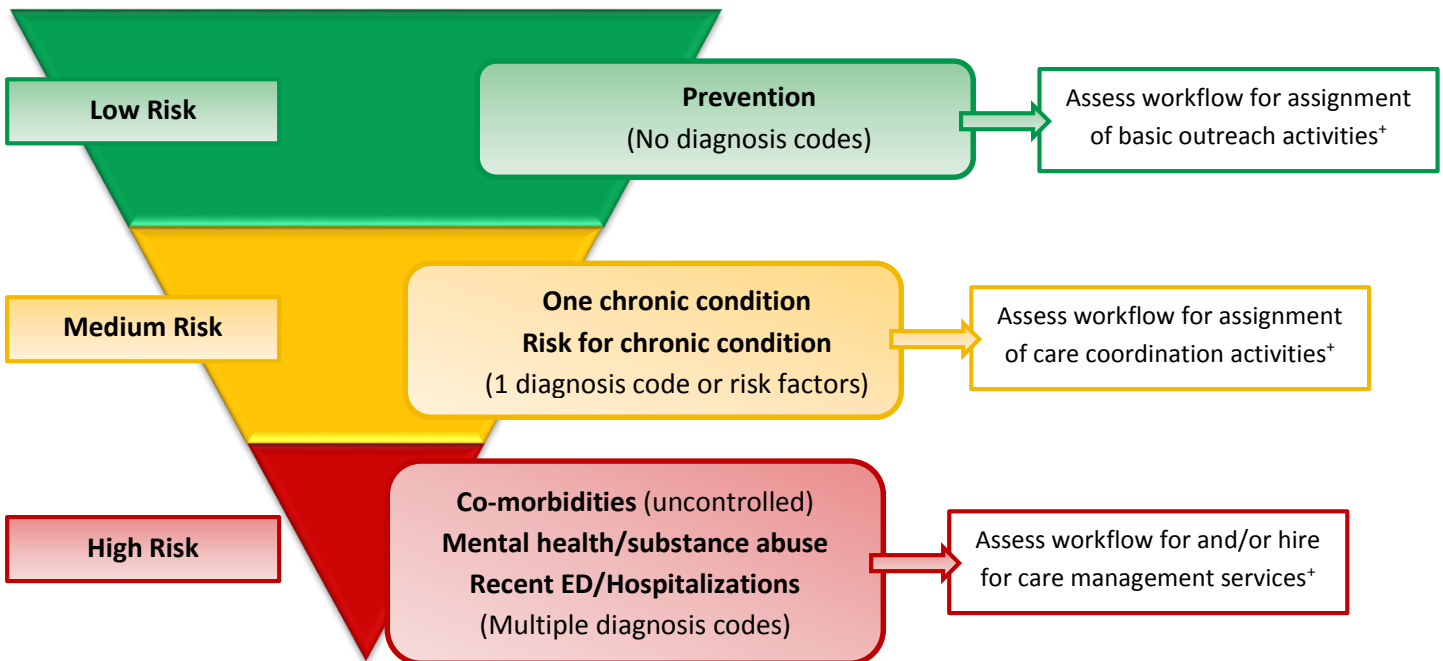 Low Risk
Prevention
(No diagnosis codes)
Assess workflow for assignment
of basic outreach activities⁺
Medium Risk
One chronic condition
Risk for chronic condition
(1 diagnosis code or risk factors)
Assess workflow for assignment
of care coordination activities⁺
High Risk
Co-morbidities (uncontrolled)
Mental health/substance abuse
Recent ED/Hospitalizations
(Multiple diagnosis codes)
Assess workflow for and/or hire
for care management services⁺